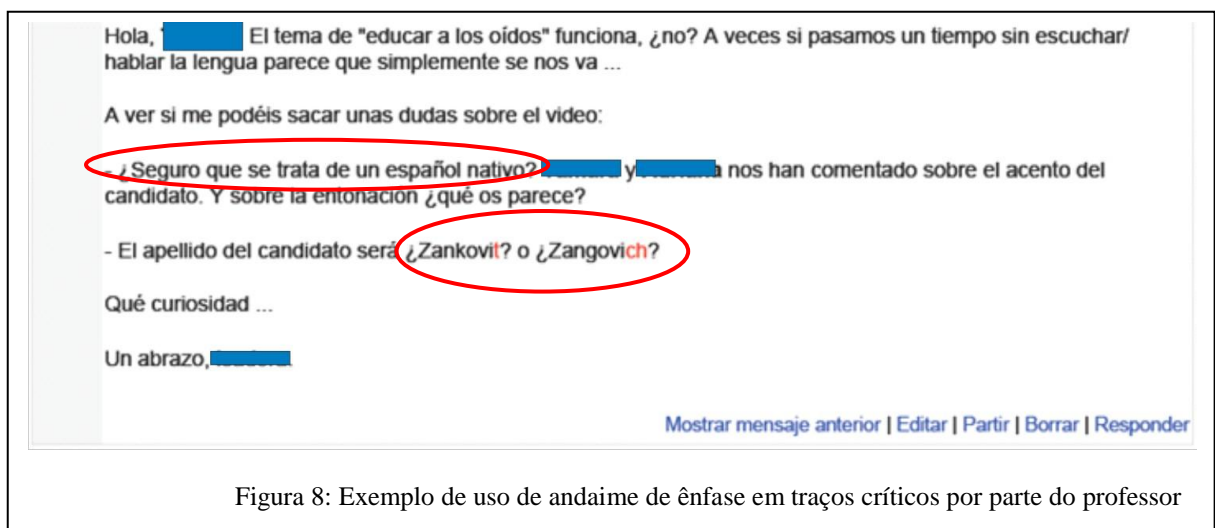 Hola, El tema de "educar a los oídos" funciona, ¿no? A veces si pasamos un tiempo sin escuchar/
hablar la lengua parece que simplemente se nos va ...
A ver si me podéis sacar unas dudas sobre el video:
- ¿Seguro que se trata de un español nativo? y a nos han comentado sobre el acento del
candidato. Y sobre la entonación ¿qué os parece?
- El apellido del candidato será ¿Zankovit? o ¿Zangovich?
Qué curiosidad ...
Un abrazo,
Mostrar mensaje anterior | Editar | Partir | Borrar | Responder
Figura 8: Exemplo de uso de andaime de ênfase em traços críticos por parte do professor